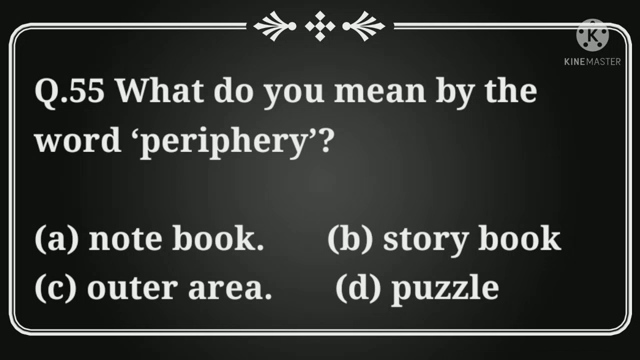 K
KINEMASTER
Q.55 What do you mean by the
word ‘periphery’?
(a) note book. (b) story book
(c) outer area. (d) puzzle